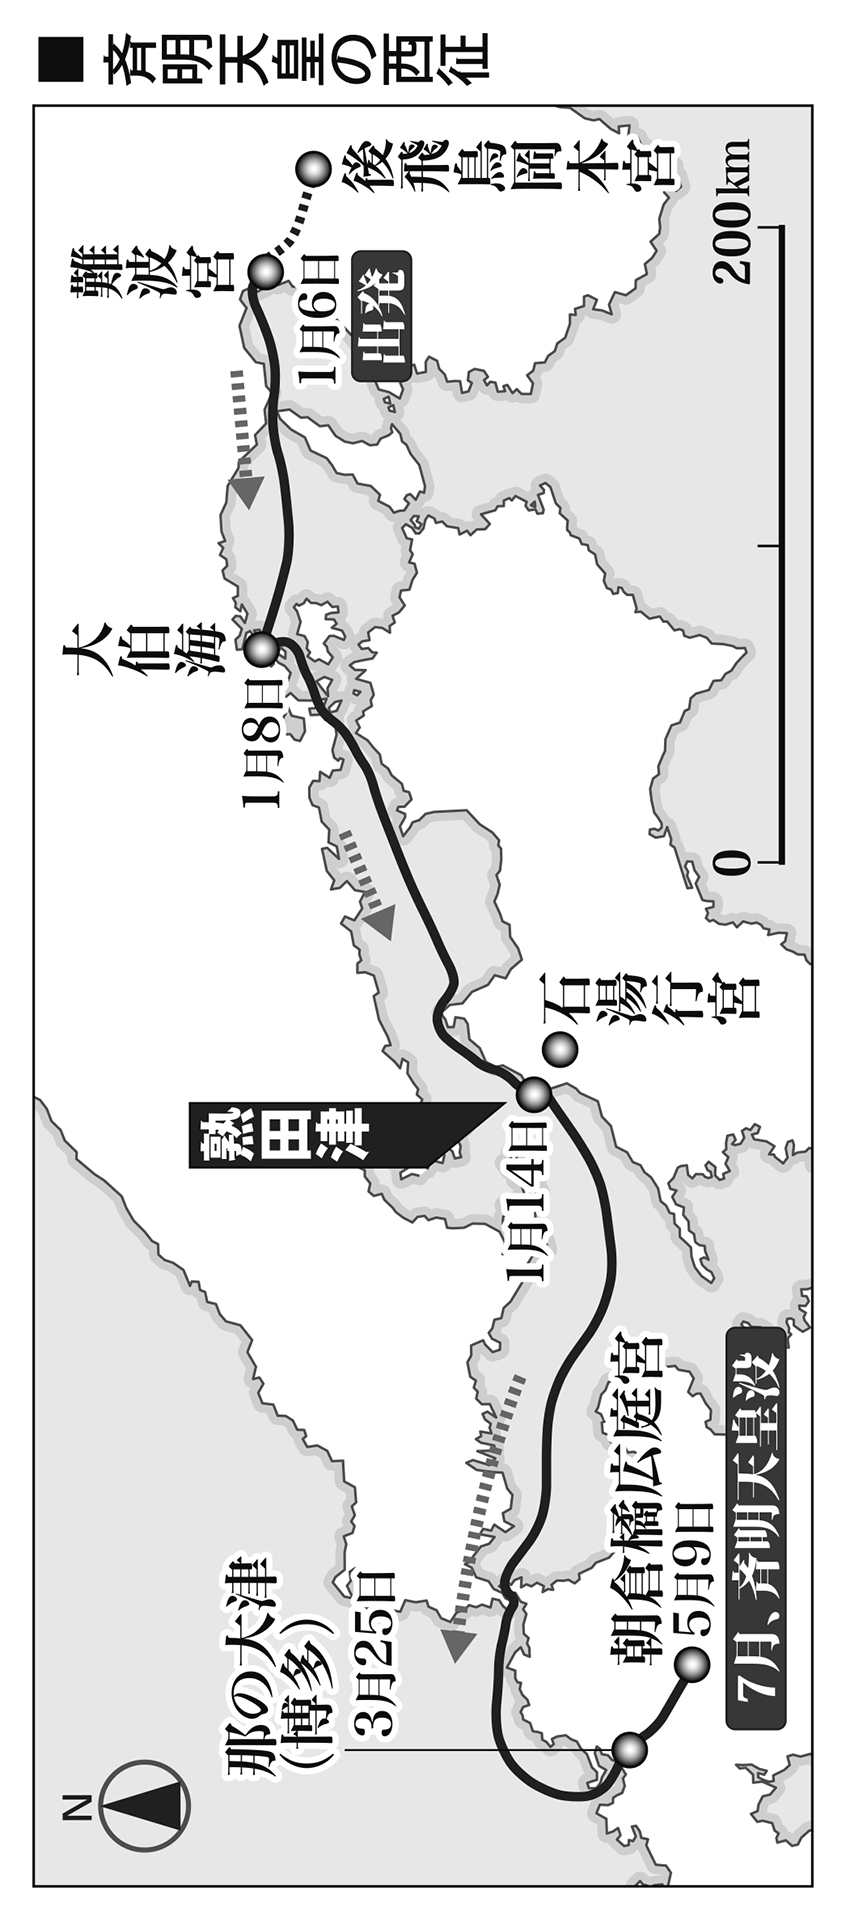 ■斉明天皇の西征
後飛鳥岡本宮
難波宮
1月6日
出発
大伯海
1月8日
熟田津
1月14日
石湯行宮
那の大津
(博多)
3月25日
朝倉橘広庭宮
5月9日
7月、斉明天皇没
0
200km
N